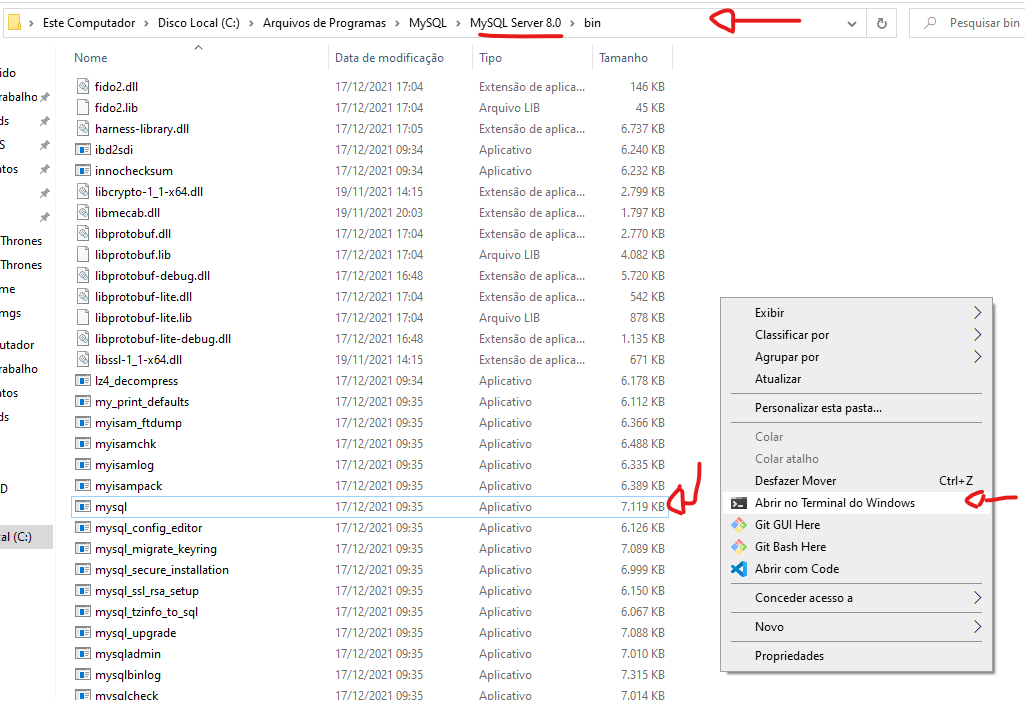 Este Computador > Disco Local (C:) > Arquivos de Programas > MySQL > MySQL Server 8.0 > bin
Pesquisar bin
Nome Data de modificação Tipo Tamanho
fido2.dll 17/12/2021 17:04 Extensão de aplica... 146 KB
fido2.lib 17/12/2021 17:04 Arquivo LIB 45 KB
harness-library.dll 17/12/2021 17:05 Extensão de aplica... 6.737 KB
ibd2sdi 17/12/2021 09:34 Aplicativo 6.240 KB
innochecksum 17/12/2021 09:34 Aplicativo 6.232 KB
libcrypto-1_1-x64.dll 19/11/2021 14:15 Extensão de aplica... 2.799 KB
libmecab.dll 19/11/2021 20:03 Extensão de aplica... 1.797 KB
libprotobuf.dll 17/12/2021 17:04 Extensão de aplica... 2.770 KB
libprotobuf.lib 17/12/2021 17:04 Arquivo LIB 4.082 KB
libprotobuf-debug.dll 17/12/2021 16:48 Extensão de aplica... 5.720 KB
libprotobuf-lite.dll 17/12/2021 17:04 Extensão de aplica... 542 KB
libprotobuf-lite.lib 17/12/2021 17:04 Arquivo LIB 878 KB
libprotobuf-lite-debug.dll 17/12/2021 16:48 Extensão de aplica... 1.135 KB
libssl-1_1-x64.dll 19/11/2021 14:15 Extensão de aplica... 671 KB
lz4_decompress 17/12/2021 09:34 Aplicativo 6.178 KB
my_print_defaults 17/12/2021 09:35 Aplicativo 6.112 KB
myisam_ftdump 17/12/2021 09:35 Aplicativo 6.366 KB
myisamchk 17/12/2021 09:35 Aplicativo 6.488 KB
myisamlog 17/12/2021 09:35 Aplicativo 6.335 KB
myisampack 17/12/2021 09:35 Aplicativo 6.389 KB
mysql 17/12/2021 09:35 Aplicativo 7.119 KB
mysql_config_editor 17/12/2021 09:35 Aplicativo 6.126 KB
mysql_migrate_keyring 17/12/2021 09:35 Aplicativo 7.089 KB
mysql_secure_installation 17/12/2021 09:35 Aplicativo 6.999 KB
mysql_ssl_rsa_setup 17/12/2021 09:35 Aplicativo 6.150 KB
mysql_tzinfo_to_sql 17/12/2021 09:35 Aplicativo 6.067 KB
mysql_upgrade 17/12/2021 09:35 Aplicativo 7.088 KB
mysqladmin 17/12/2021 09:35 Aplicativo 7.010 KB
mysqlbinlog 17/12/2021 09:35 Aplicativo 7.315 KB
mysqlcheck 17/12/2021 09:35 Aplicativo 7.014 KB
ido
rabalho
ds
S
itos
Thrones
Thrones
me
mgs
utador
rabalho
itos
ds
D
al (C:)
Exibir
Classificar por
Agrupar por
Atualizar
Personalizar esta pasta...
Colar
Colar atalho
Desfazer Mover Ctrl+Z
Abrir no Terminal do Windows
Git GUI Here
Git Bash Here
Abrir com Code
Conceder acesso a
Novo
Propriedades